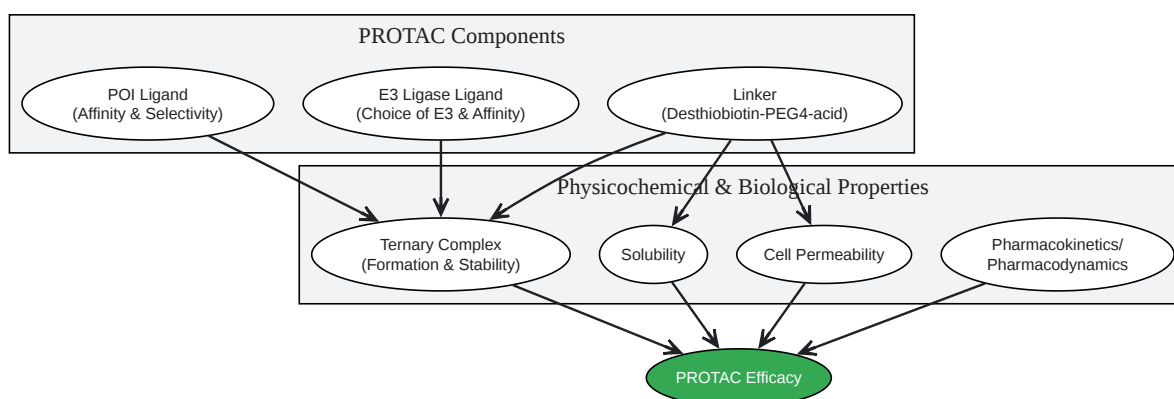 PROTAC Components
POI Ligand
(Affinity & Selectivity)
E3 Ligase Ligand
(Choice of E3 & Affinity)
Linker
(Desthiobiotin-PEG4-acid)
Physicochemical & Biological Properties
Ternary Complex
(Formation & Stability)
Solubility
Cell Permeability
Pharmacokinetics/
Pharmacodynamics
PROTAC Efficacy